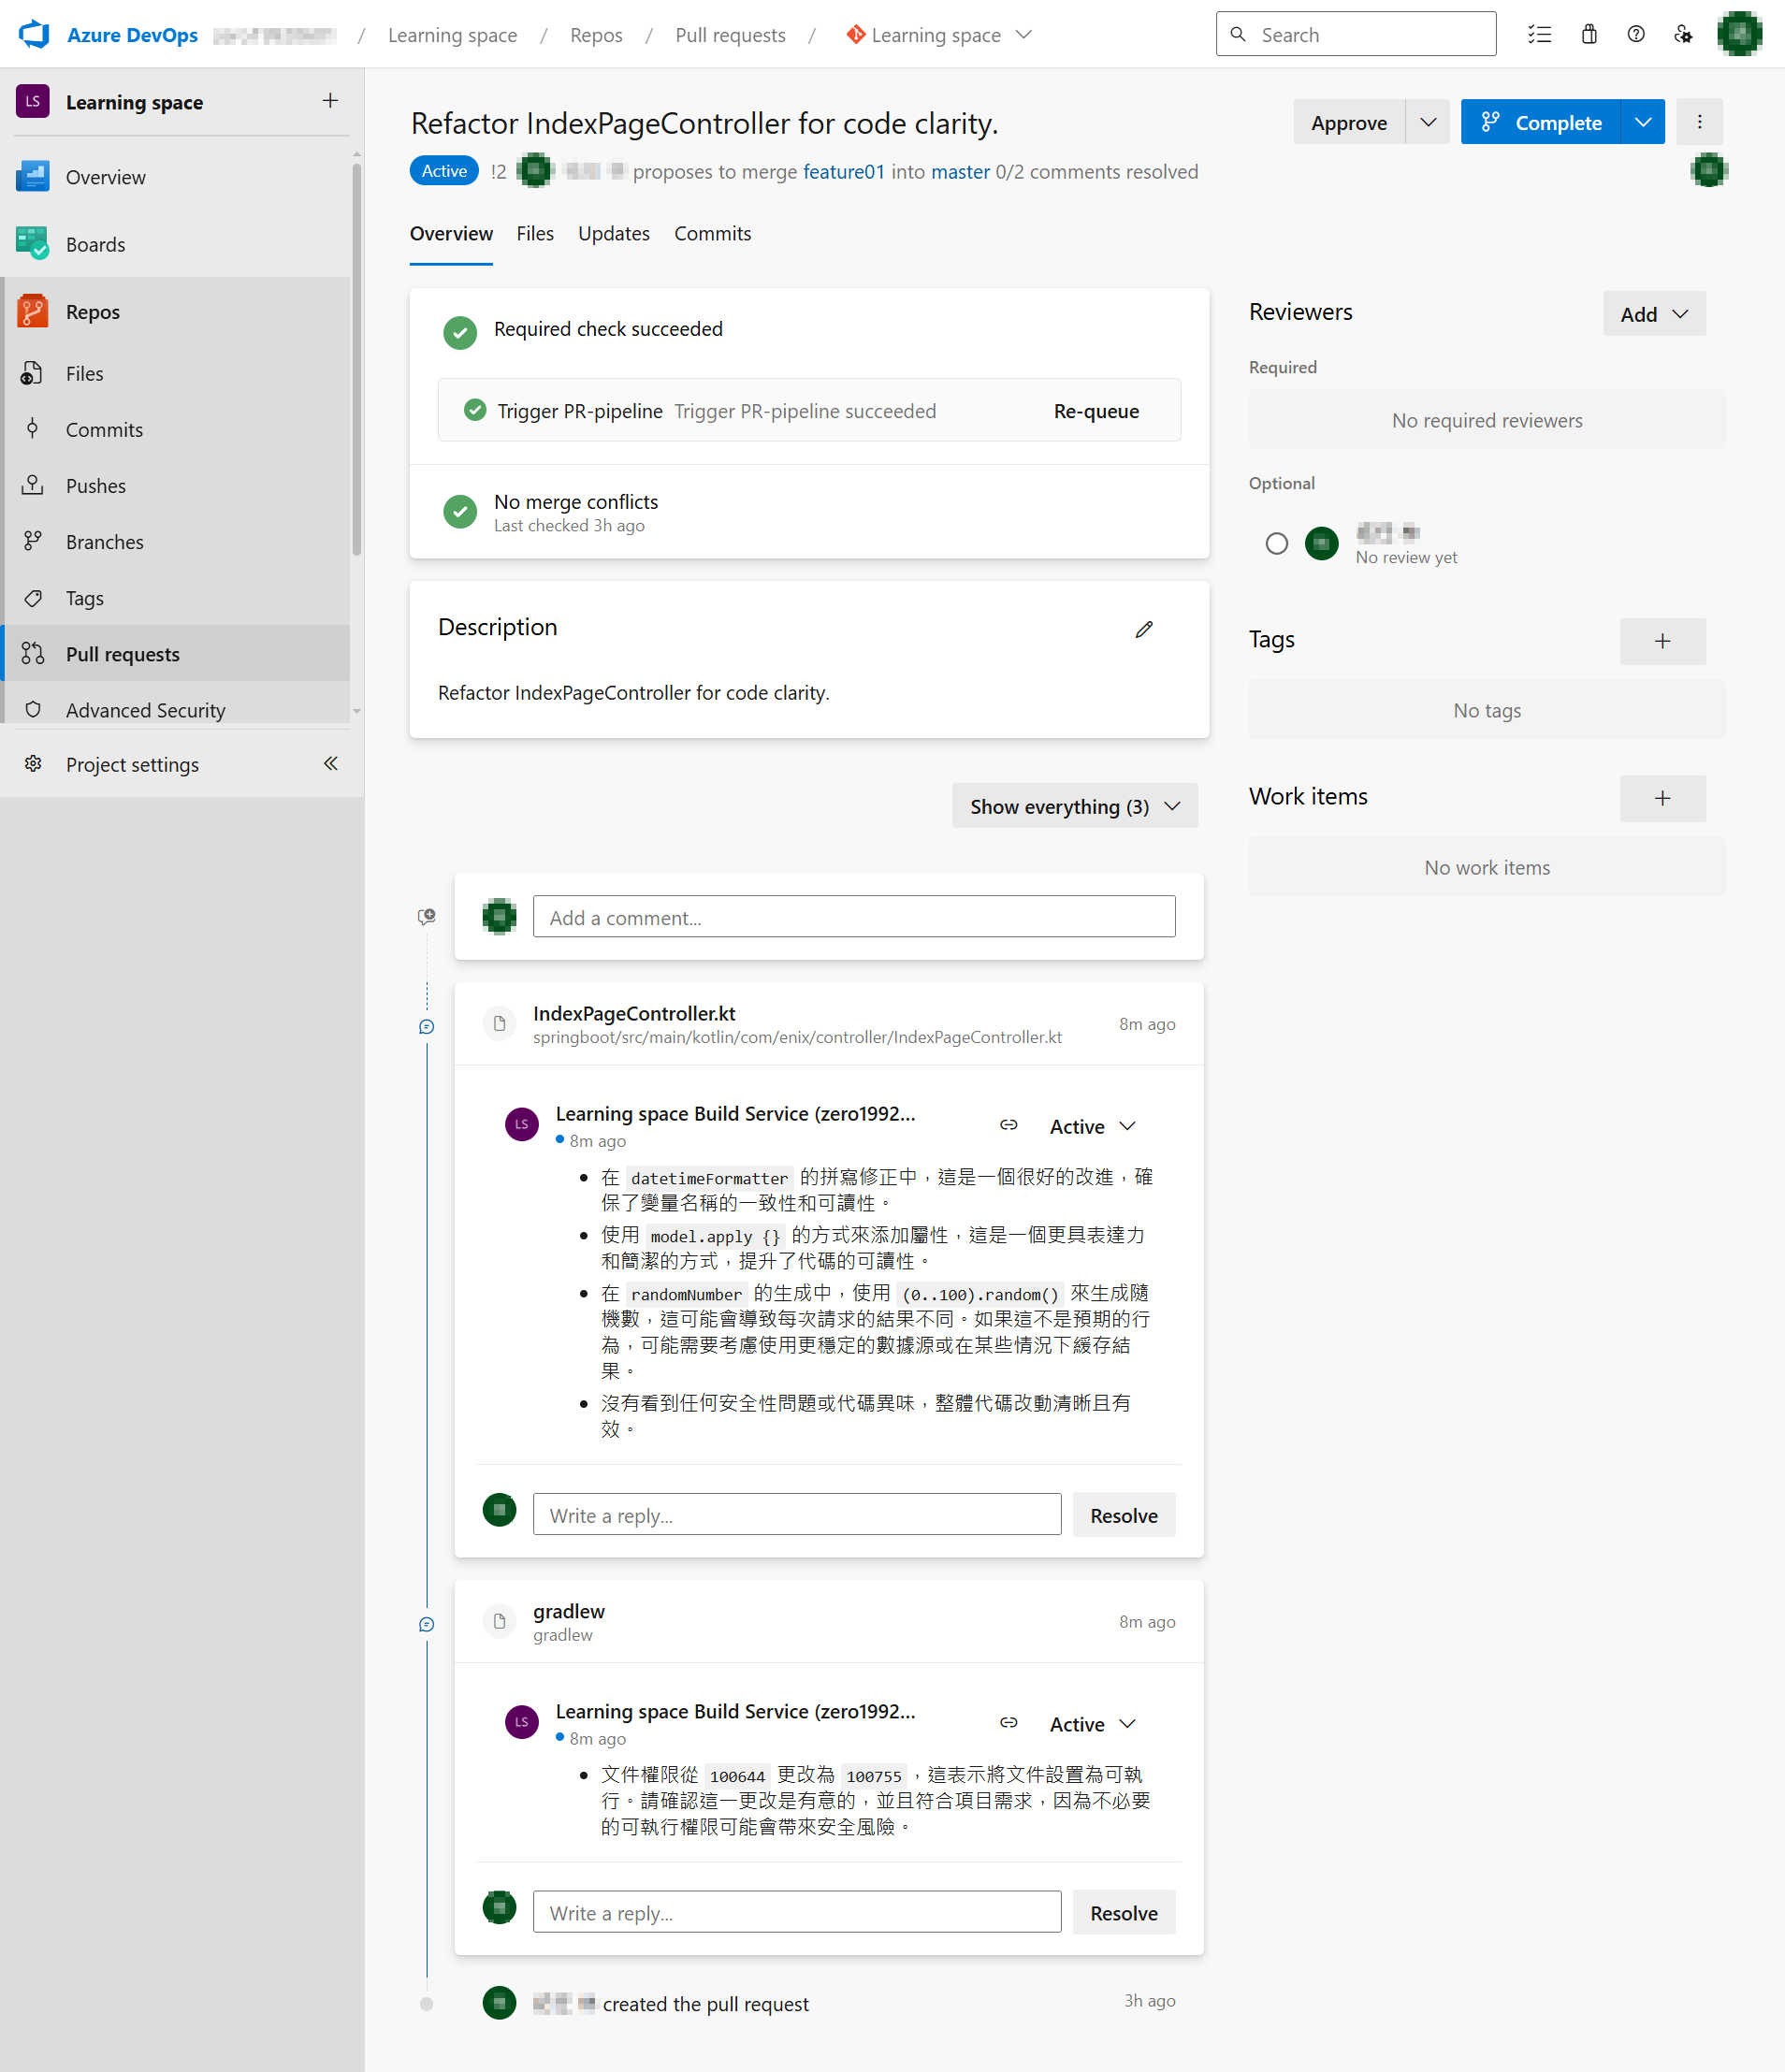 Azure DevOps / Learning space / Repos / Pull requests / Learning space
Search
LS Learning space
Overview
Boards
Repos
Files
Commits
Pushes
Branches
Tags
Pull requests
Advanced Security
Project settings
Refactor IndexPageController for code clarity.
Approve
Complete
Active !2 proposes to merge feature01 into master 0/2 comments resolved
Overview Files Updates Commits
Required check succeeded
Trigger PR-pipeline Trigger PR-pipeline succeeded Re-queue
No merge conflicts
Last checked 3h ago
Description
Refactor IndexPageController for code clarity.
Show everything (3)
Add a comment...
IndexPageController.kt
springboot/src/main/kotlin/com/enix/controller/IndexPageController.kt
8m ago
LS Learning space Build Service (zero1992...
8m ago
Active
在 datetimeFormatter 的拼寫修正中，這是一個很好的改進，確
保了變量名稱的一致性和可讀性。
使用 model.apply {} 的方式來添加屬性，這是一個更具表達力
和簡潔的方式，提升了代碼的可讀性。
在 randomNumber 的生成中，使用 (0..100).random() 來生成隨
機數，這可能會導致每次請求的結果不同。如果這不是預期的行
為，可能需要考慮使用更穩定的數據源或在某些情況下緩存結
果。
沒有看到任何安全性問題或代碼異味，整體代碼改動清晰且有
效。
Write a reply...
Resolve
gradlew
gradlew
8m ago
LS Learning space Build Service (zero1992...
8m ago
Active
文件權限從 100644 更改為 100755，這表示將文件設置為可執
行。請確認這一更改是有意的，並且符合項目需求，因為不必要
的可執行權限可能會帶來安全風險。
Write a reply...
Resolve
created the pull request
3h ago
Reviewers
Add
Required
No required reviewers
Optional
No review yet
Tags
No tags
Work items
No work items